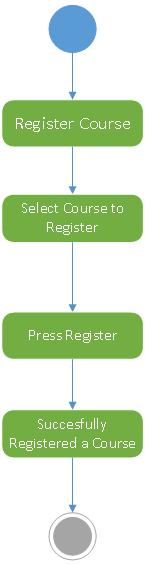 Register Course
Select Course to
Register
Press Register
Succesfully
Registered a Course